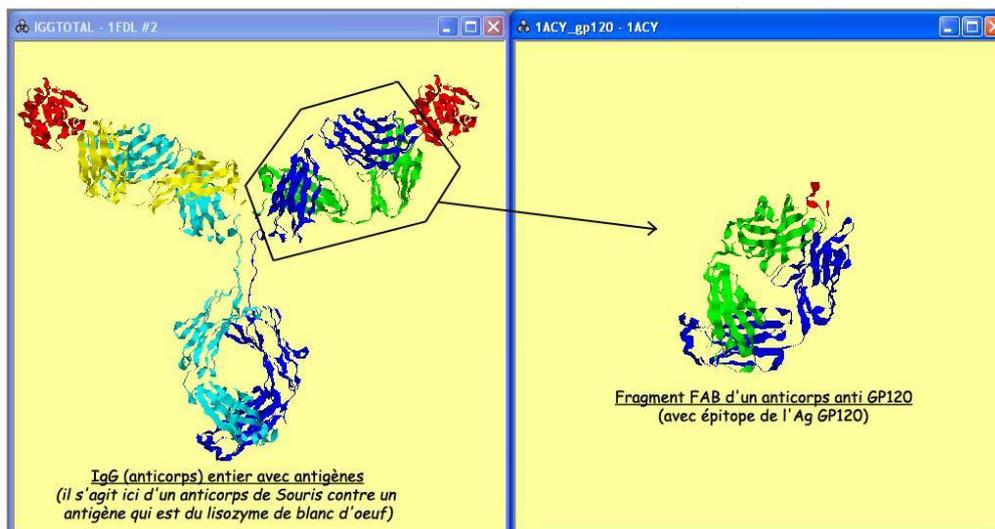 IGGTOTAL - 1FDL #2
1ACY_gp120 - 1ACY
IgG (anticorps) entier avec antigènes
(il s'agit ici d'un anticorps de Souris contre un
antigène qui est du lisozyme de blanc d'oeuf)
Fragment FAB d'un anticorps anti GP120
(avec épitope de l'Ag GP120)